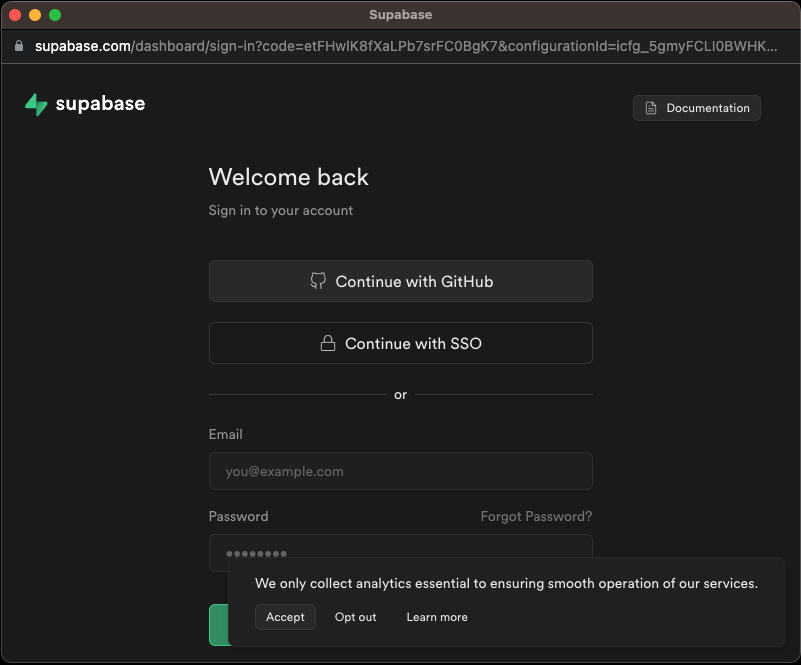 Supabase
supabase.com/dashboard/sign-in?code=etFHwlK8fXaLPb7srFC0BgK7&configurationId=icfg_5gmyFCLI0BWHK...
supabase
Documentation
Welcome back
Sign in to your account
Continue with GitHub
Continue with SSO
or
Email
you@example.com
Password Forgot Password?
••••••••
We only collect analytics essential to ensuring smooth operation of our services.
Accept Opt out Learn more